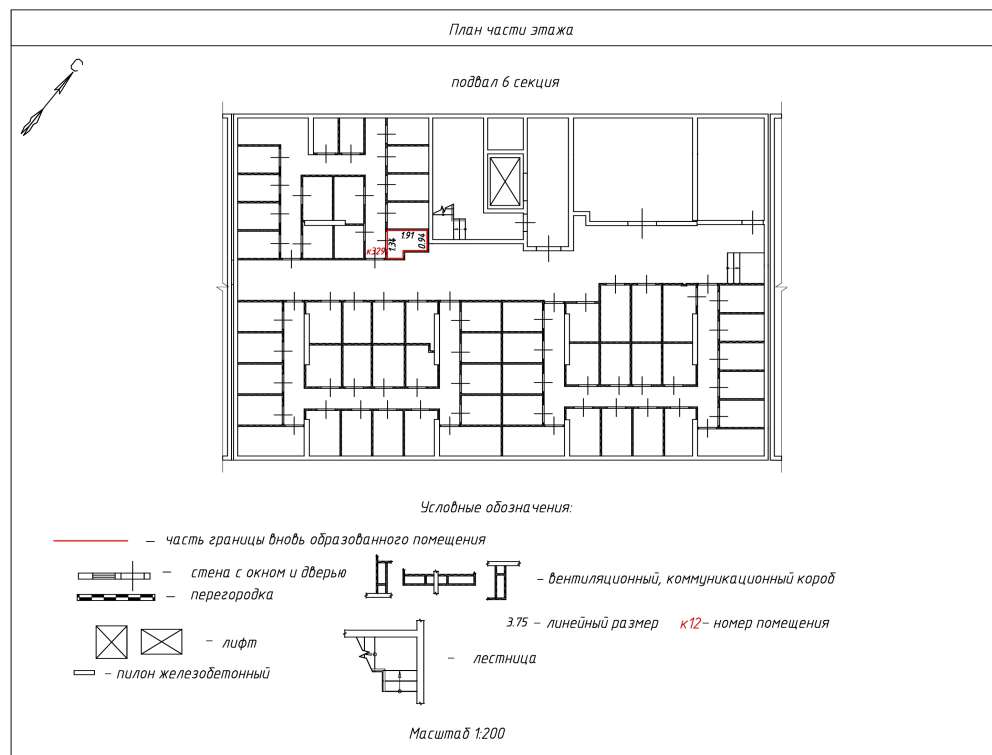 План части этажа
С
подвал 6 секция
1.91
1.34
0.94
к329
Условные обозначения:
– часть границы вновь образованного помещения
– стена с окном и дверью
– перегородка
– вентиляционный, коммуникационный короб
3.75 – линейный размер
к12 – номер помещения
– лифт
– лестница
– пилон железобетонный
Масштаб 1:200